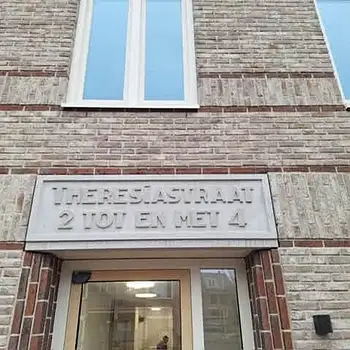 THERESIASTRAAT
2 TOT EN MET 4